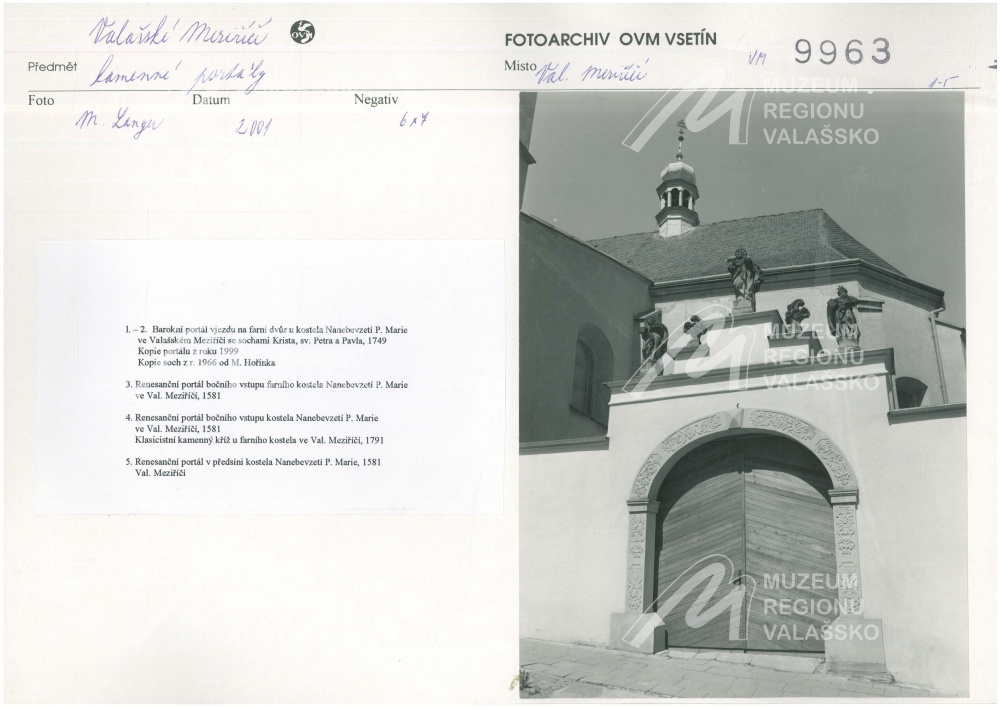 Valašské Meziříčí
OVM
FOTOARCHIV OVM VSETÍN
VM 9963
Předmět kamenné portály
Místo Val. Meziříčí
1-5
Foto Datum Negativ
M. Langer 2001 6x7
1. – 2. Barokní portál vjezdu na farní dvůr u kostela Nanebevzetí P. Marie
ve Valašském Meziříčí se sochami Krista, sv. Petra a Pavla, 1749
Kopie portálu z roku 1999
Kopie soch z r. 1966 od M. Hořínka
3. Renesanční portál bočního vstupu farního kostela Nanebevzetí P. Marie
ve Val. Meziříčí, 1581
4. Renesanční portál bočního vstupu kostela Nanebevzetí P. Marie
ve Val. Meziříčí, 1581
Klasicistní kamenný kříž u farního kostela ve Val. Meziříčí, 1791
5. Renesanční portál v předsíni kostela Nanebevzetí P. Marie, 1581
Val. Meziříčí
MUZEUM
REGIONU
VALAŠSKO
MUZEUM
REGIONU
VALAŠSKO
MUZEUM
REGIONU
VALAŠSKO